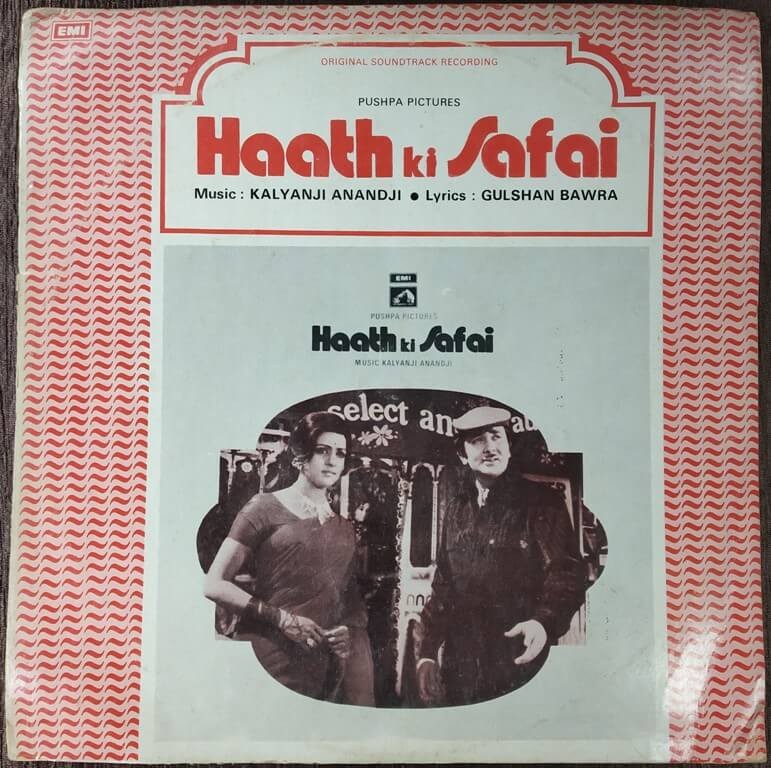 EMI
ORIGINAL SOUNDTRACK RECORDING
PUSHPA PICTURES
Haath ki Safai
Music : KALYANJI ANANDJI ● Lyrics : GULSHAN BAWRA
EMI
PUSHPA PICTURES
Haath ki Safai
MUSIC KALYANJI ANANDJI
select an